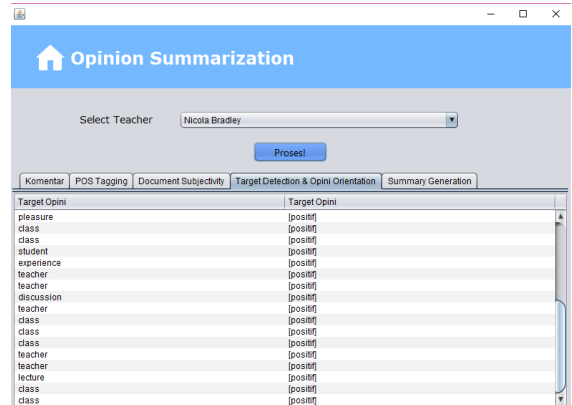 Opinion Summarization
Select Teacher Nicola Bradley
Proses!
Komentar POS Tagging Document Subjectivity Target Detection & Opini Orientation Summary Generation
Target Opini Target Opini
pleasure [positif]
class [positif]
class [positif]
student [positif]
experience [positif]
teacher [positif]
teacher [positif]
discussion [positif]
teacher [positif]
class [positif]
class [positif]
class [positif]
teacher [positif]
teacher [positif]
lecture [positif]
class [positif]
class [positif]